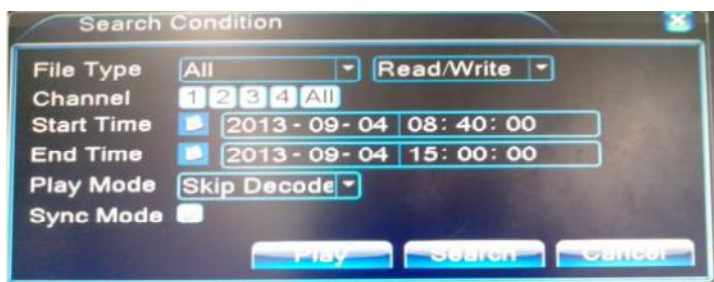 Search Condition
File Type All Read/Write
Channel 1 2 3 4 All
Start Time 2013-09-04 08:40:00
End Time 2013-09-04 15:00:00
Play Mode Skip Decode
Sync Mode
Play Search Cancel